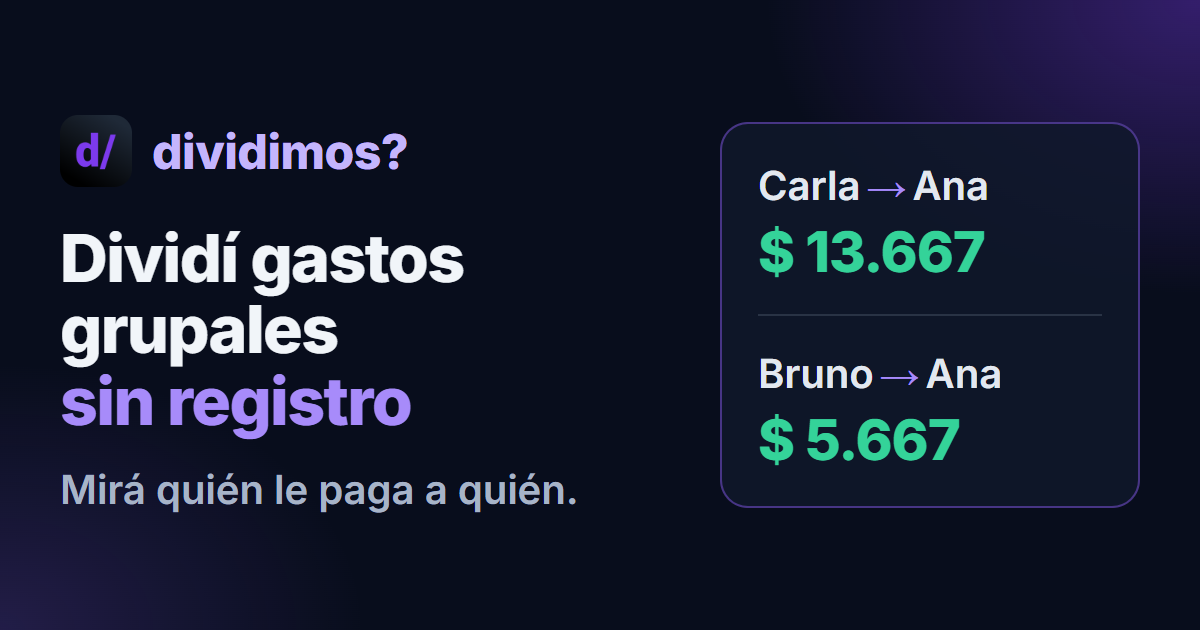 d/ dividimos?
Dividí gastos
grupales
sin registro
Mirá quién le paga a quién.
Carla → Ana
$ 13.667
Bruno → Ana
$ 5.667